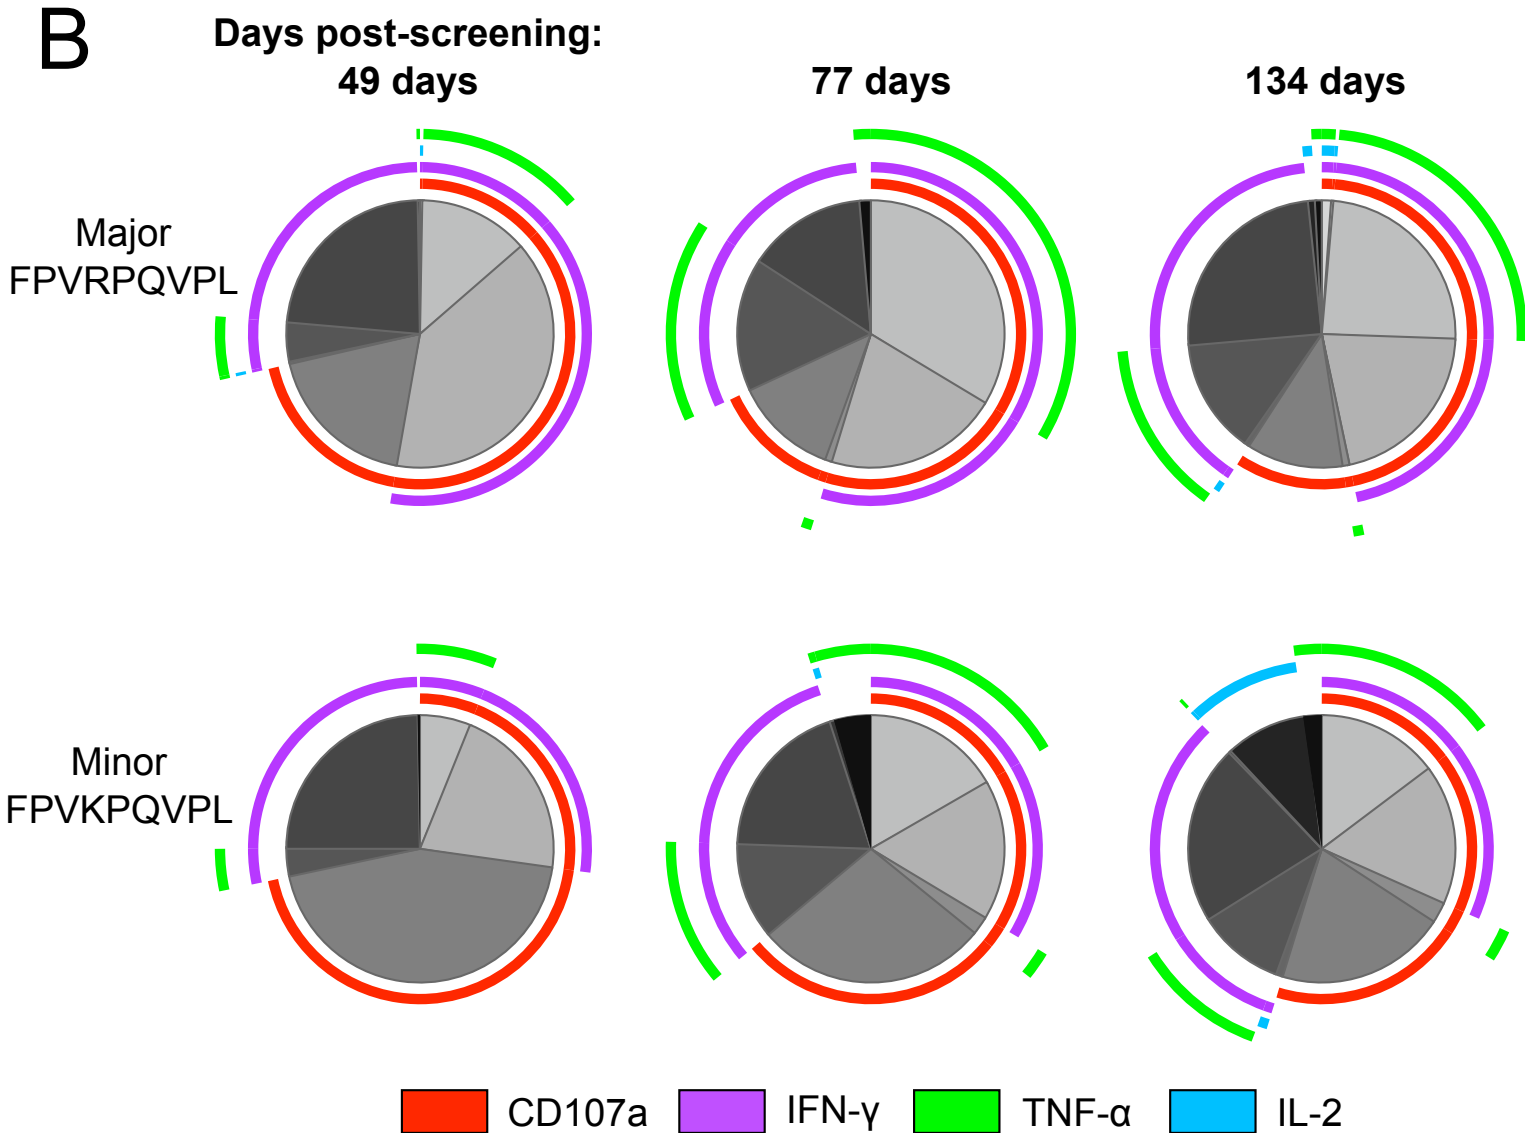 B
Days post-screening:
49 days
77 days
134 days
Major
FPVRPQVPL
Minor
FPVKPQVPL
CD107a
IFN-γ
TNF-α
IL-2